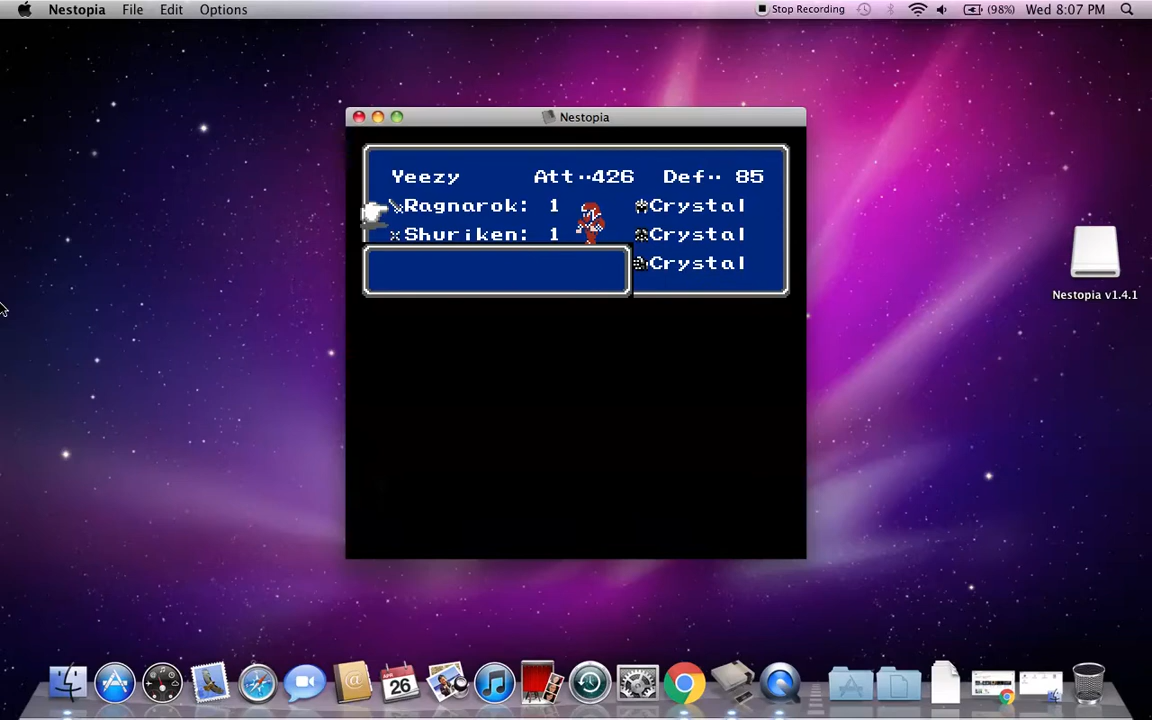 Nestopia File Edit Options Stop Recording (98%) Wed 8:07 PM
Nestopia
Yeezy Att··426 Def·· 85
Ragnarok: 1 Crystal
Shuriken: 1 Crystal
Crystal
Nestopia v1.4.1
APR
26